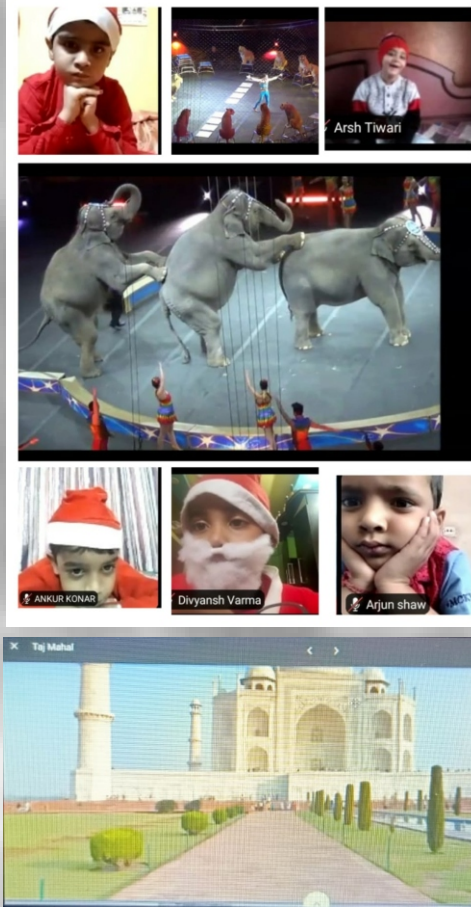 Arsh Tiwari
ANKUR KONAR
Divyansh Varma
Arjun shaw
Taj Mahal